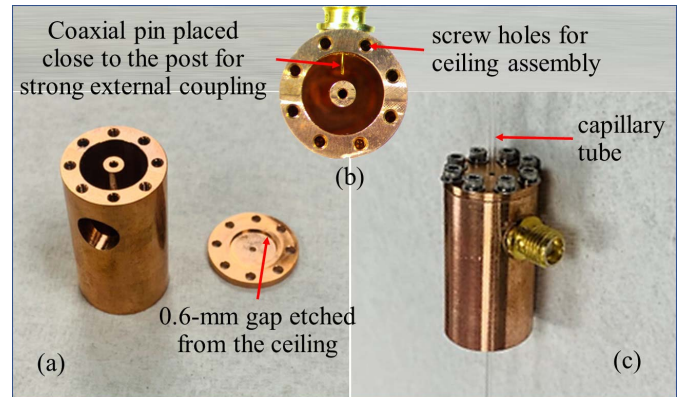 Coaxial pin placed
close to the post for
strong external coupling
screw holes for
ceiling assembly
(b)
capillary
tube
0.6-mm gap etched
from the ceiling
(a)
(c)